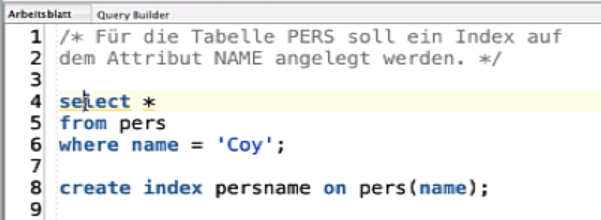 Arbeitsblatt Query Builder
1 /* Für die Tabelle PERS soll ein Index auf
2 dem Attribut NAME angelegt werden. */
3
4 select *
5 from pers
6 where name = 'Coy';
7
8 create index persname on pers(name);
9